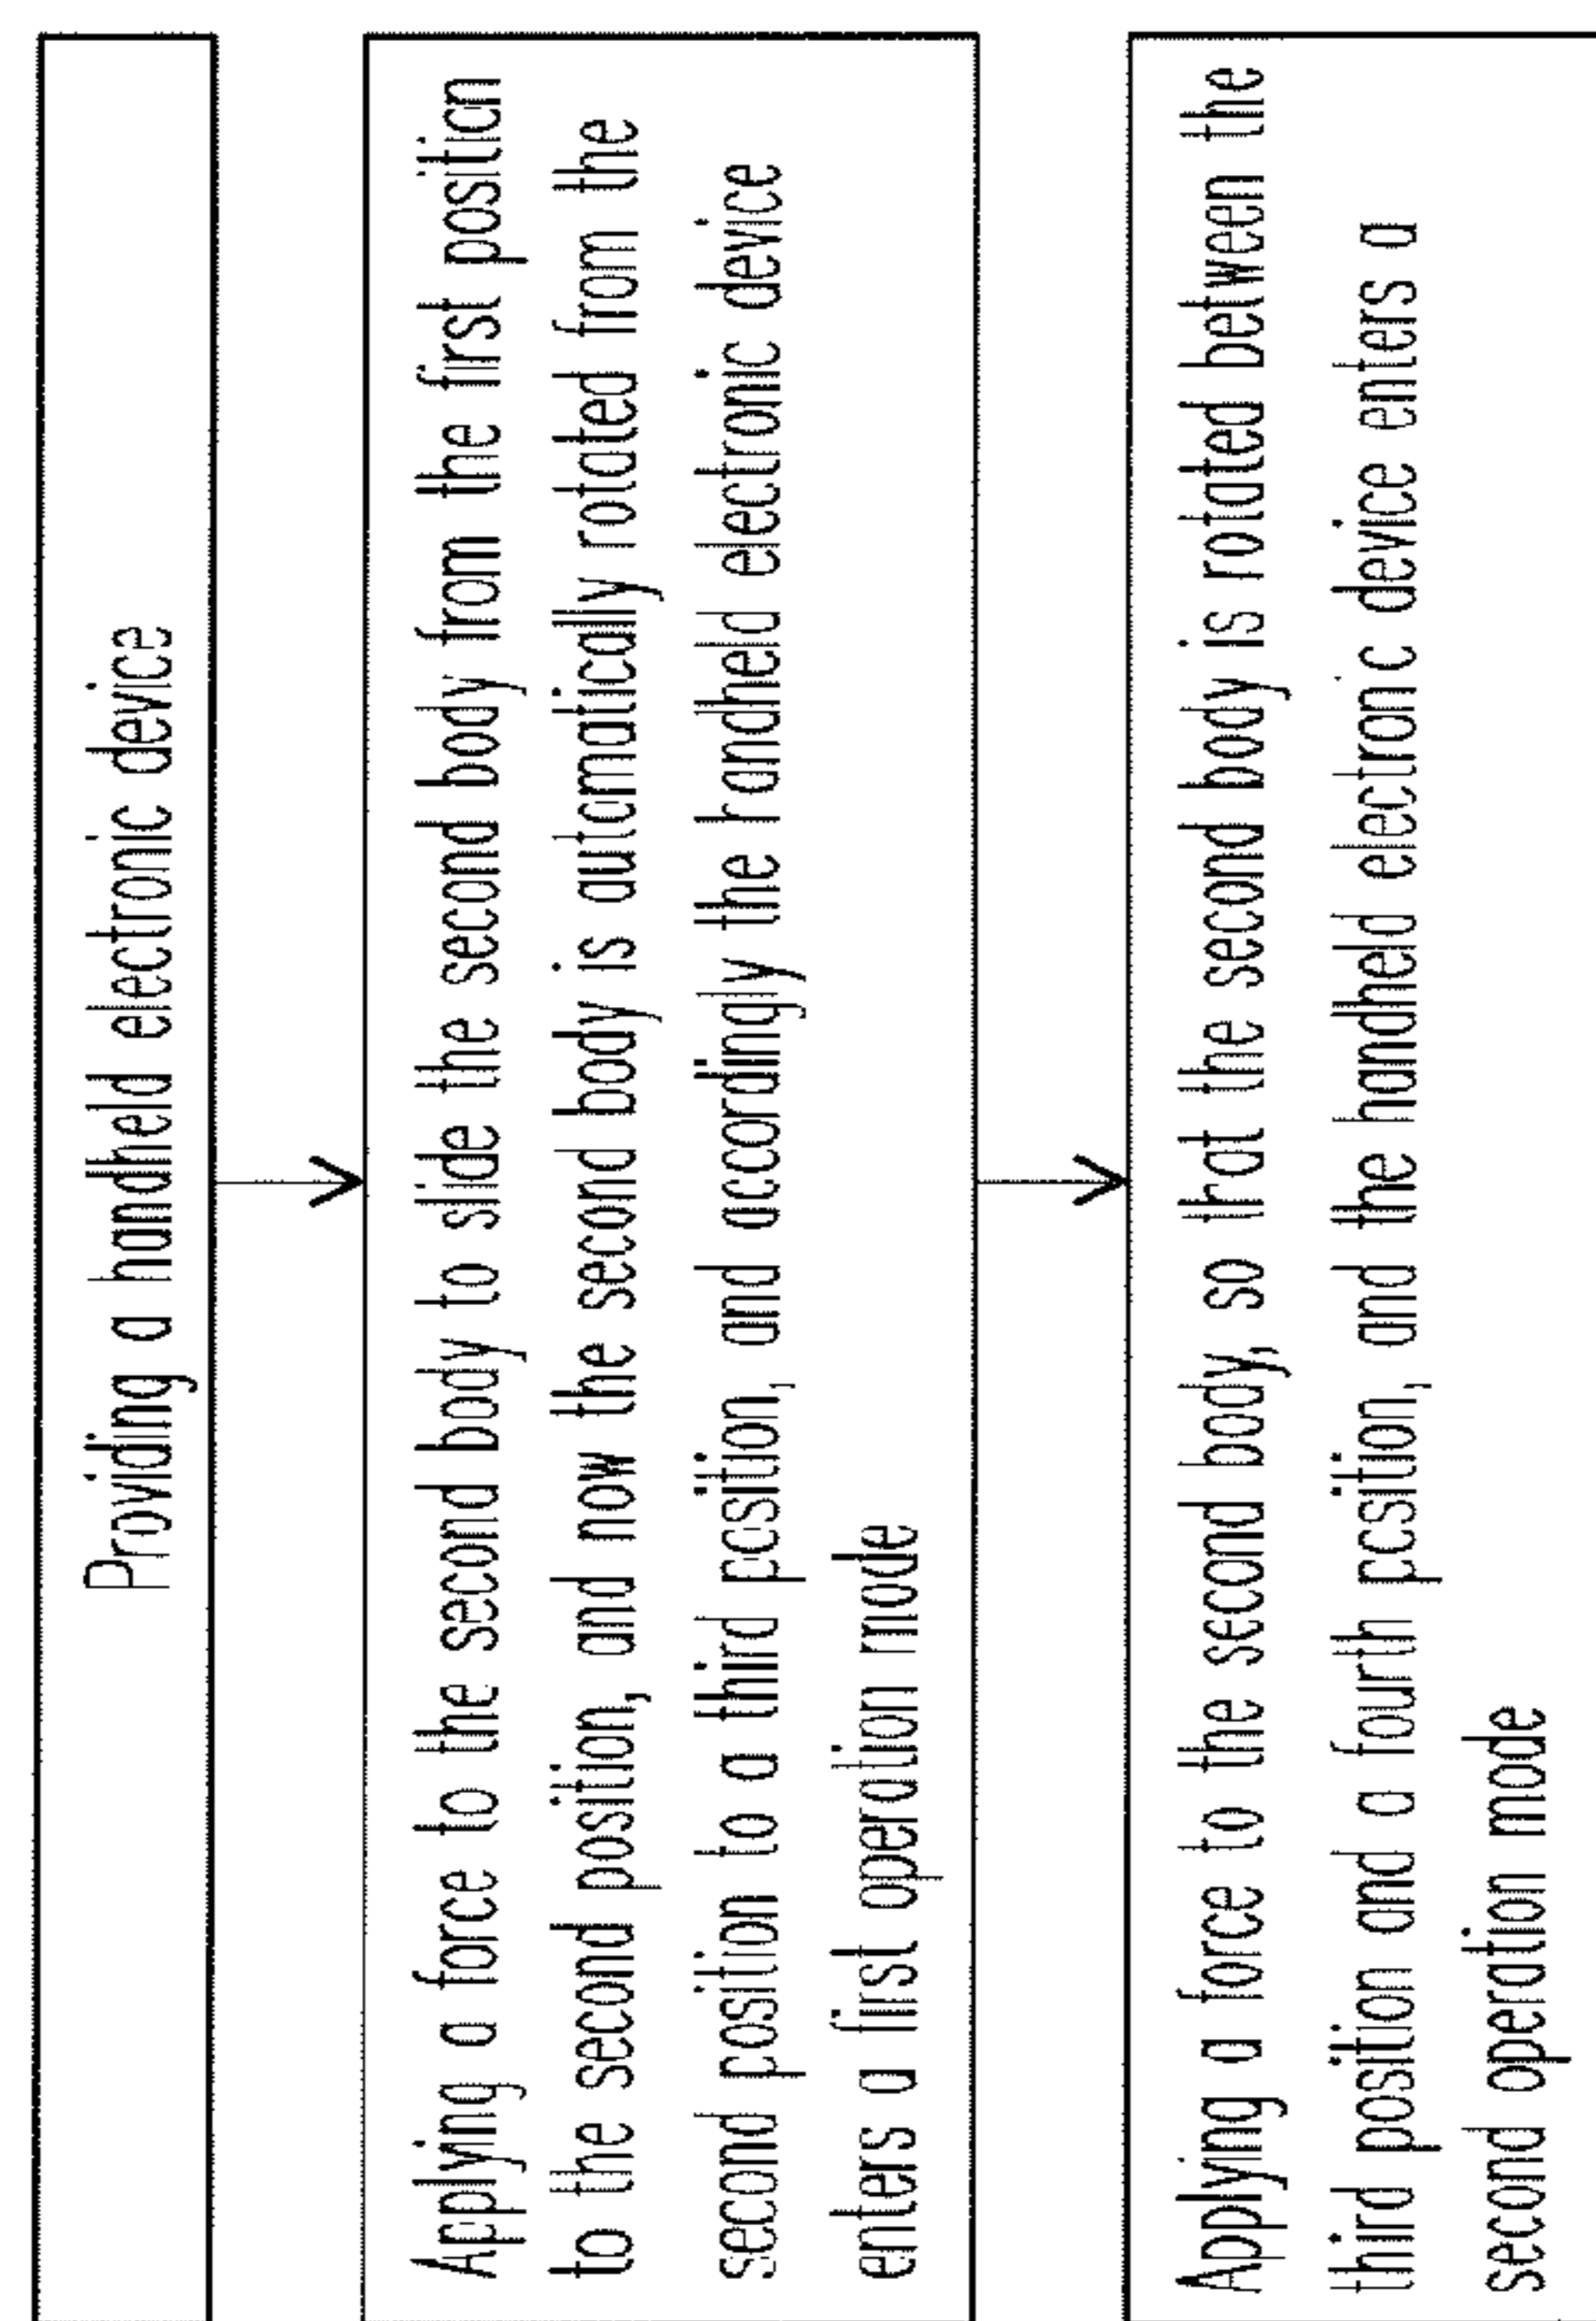 Providing a handheld electronic device
Applying a force to the second body to slide the second body from the first position
to the second position, and now the second body is automatically rotated from the
second position to a third position, and accordingly the handheld electronic device
enters a first operation mode
Applying a force to the second body, so that the second body is rotated between the
third position and a fourth position, and the handheld electronic device enters a
second operation mode